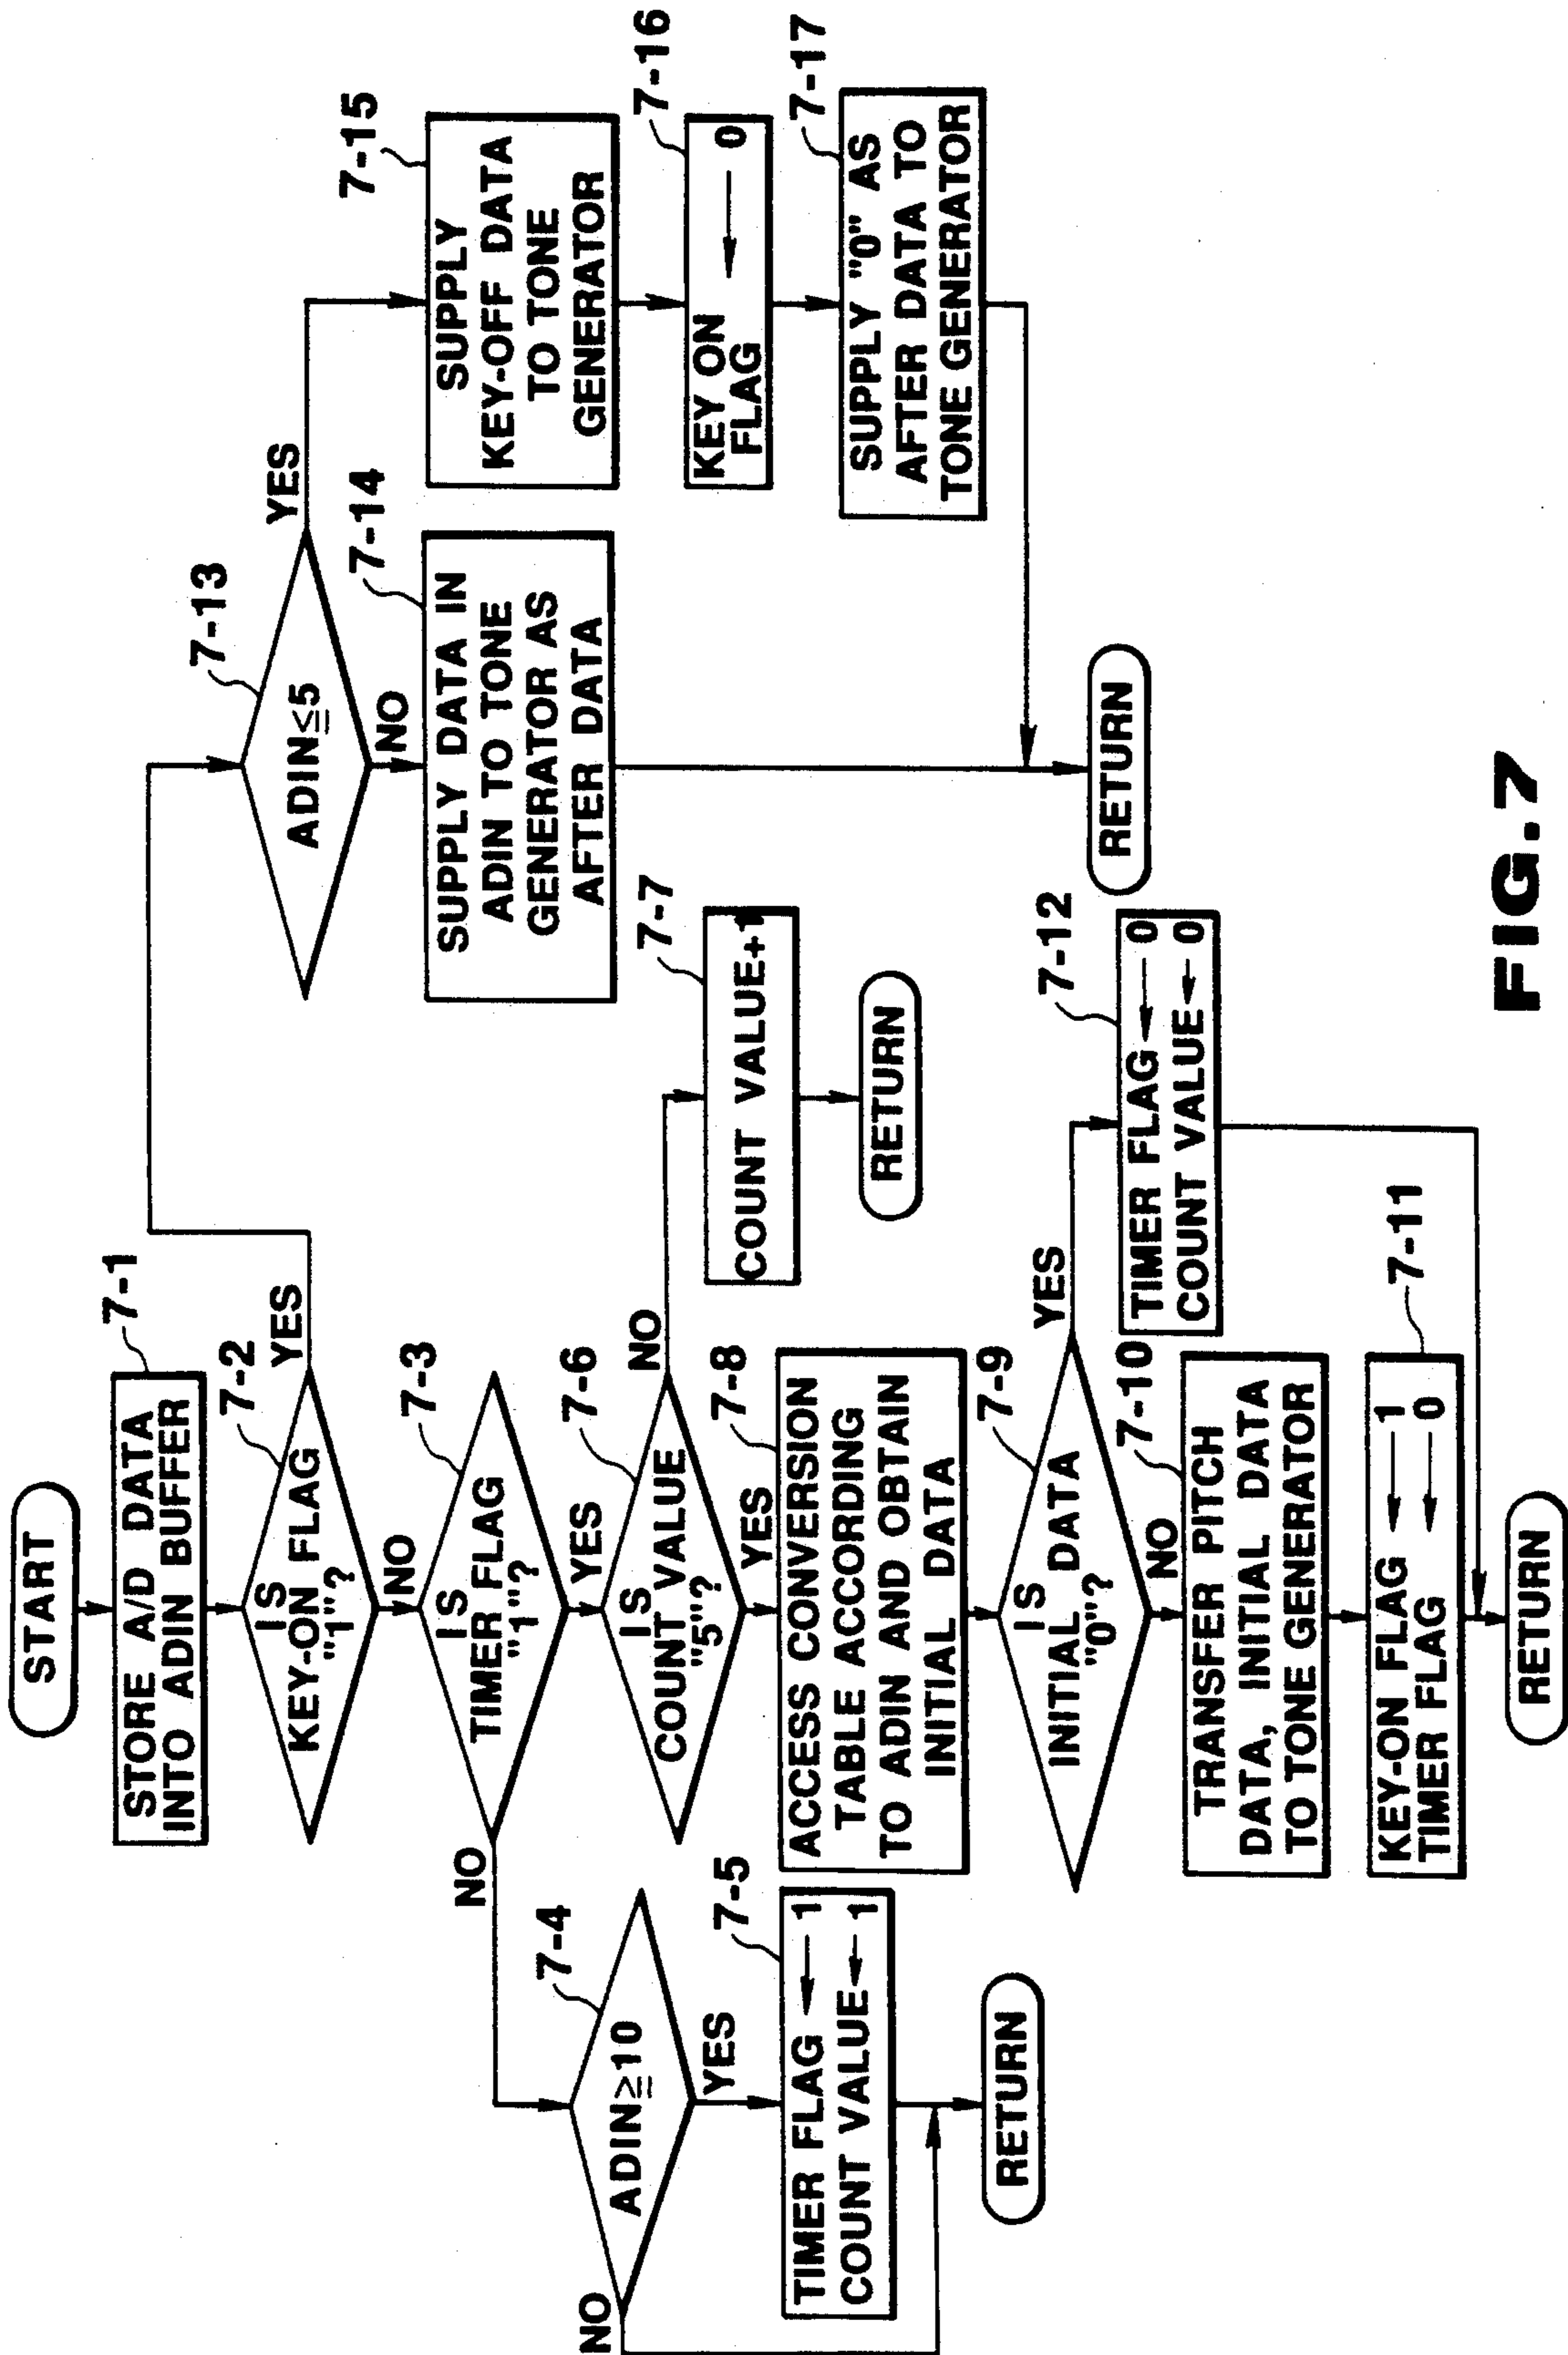 START
7-1
STORE A/D DATA
INTO ADIN BUFFER
7-2
IS
KEY-ON FLAG
"1"?
YES
NO
7-3
IS
TIMER FLAG
"1"?
NO
YES
7-4
ADIN≧10
NO
YES
7-5
TIMER FLAG ← 1
COUNT VALUE ← 1
RETURN
7-6
IS
COUNT VALUE
"5"?
NO
YES
7-7
COUNT VALUE+1
RETURN
7-8
ACCESS CONVERSION
TABLE ACCORDING
TO ADIN AND OBTAIN
INITIAL DATA
7-9
IS
INITIAL DATA
"0"?
YES
NO
7-10
TRANSFER PITCH
DATA, INITIAL DATA
TO TONE GENERATOR
7-11
KEY-ON FLAG ← 1
TIMER FLAG ← 0
7-12
TIMER FLAG ← 0
COUNT VALUE ← 0
RETURN
7-13
ADIN≦5
YES
NO
7-14
SUPPLY DATA IN
ADIN TO TONE
GENERATOR AS
AFTER DATA
7-15
SUPPLY
KEY-OFF DATA
TO TONE
GENERATOR
7-16
KEY ON
FLAG ← 0
7-17
SUPPLY "0" AS
AFTER DATA TO
TONE GENERATOR
RETURN
FIG.7